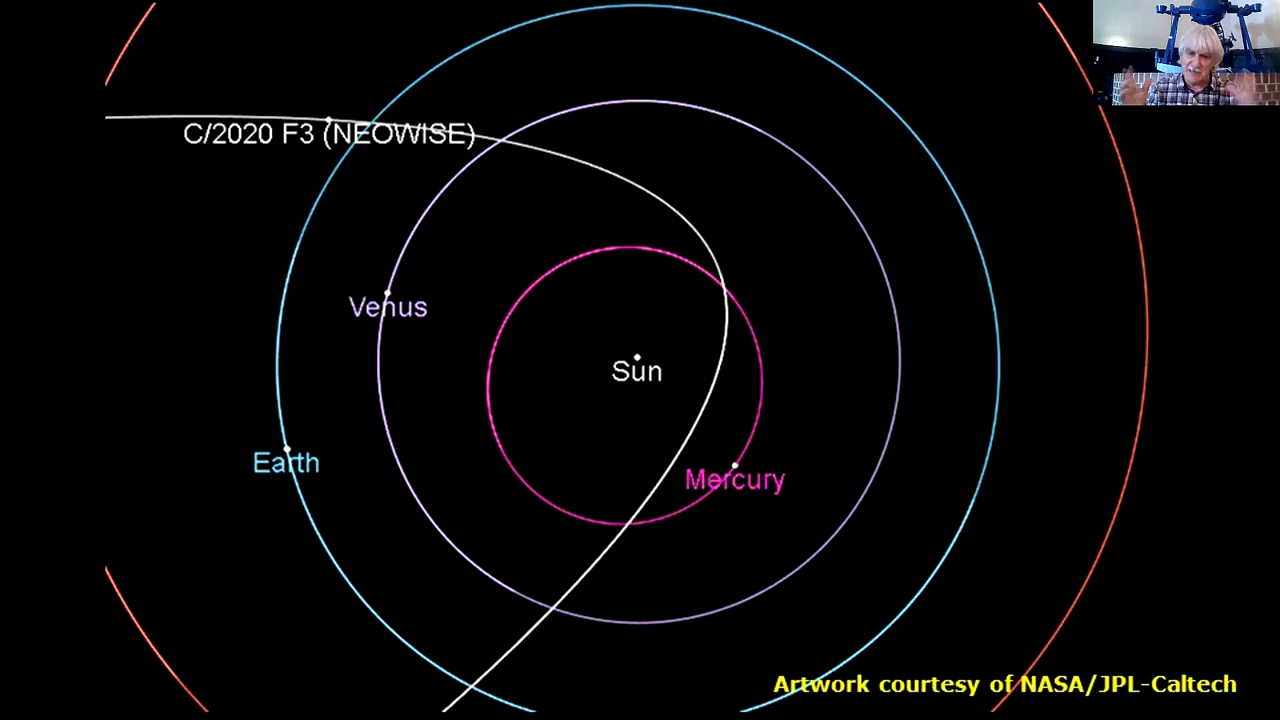 C/2020 F3 (NEOWISE)
Venus
Sun
Earth
Mercury
Artwork courtesy of NASA/JPL-Caltech